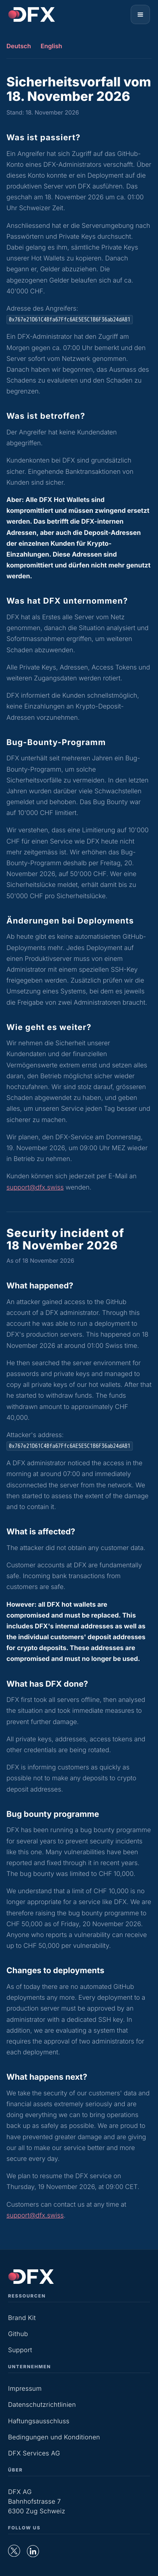 DFX
Deutsch English
Sicherheitsvorfall vom
18. November 2026
Stand: 18. November 2026
Was ist passiert?
Ein Angreifer hat sich Zugriff auf das GitHub-
Konto eines DFX-Administrators verschafft. Über
dieses Konto konnte er ein Deployment auf den
produktiven Server von DFX ausführen. Das
geschah am 18. November 2026 um ca. 01:00
Uhr Schweizer Zeit.
Anschliessend hat er die Serverumgebung nach
Passwörtern und Private Keys durchsucht.
Dabei gelang es ihm, sämtliche Private Keys
unserer Hot Wallets zu kopieren. Danach
begann er, Gelder abzuziehen. Die
abgezogenen Gelder belaufen sich auf ca.
40'000 CHF.
Adresse des Angreifers:
Ein DFX-Administrator hat den Zugriff am
Morgen gegen ca. 07:00 Uhr bemerkt und den
Server sofort vom Netzwerk genommen.
Danach haben wir begonnen, das Ausmass des
Schadens zu evaluieren und den Schaden zu
begrenzen.
Was ist betroffen?
Der Angreifer hat keine Kundendaten
abgegriffen.
Kundenkonten bei DFX sind grundsätzlich
sicher. Eingehende Banktransaktionen von
Kunden sind sicher.
Aber: Alle DFX Hot Wallets sind
kompromittiert und müssen zwingend ersetzt
werden. Das betrifft die DFX-internen
Adressen, aber auch die Deposit-Adressen
der einzelnen Kunden für Krypto-
Einzahlungen. Diese Adressen sind
kompromittiert und dürfen nicht mehr genutzt
werden.
Was hat DFX unternommen?
DFX hat als Erstes alle Server vom Netz
genommen, danach die Situation analysiert und
Sofortmassnahmen ergriffen, um weiteren
Schaden abzuwenden.
Alle Private Keys, Adressen, Access Tokens und
weiteren Zugangsdaten werden rotiert.
DFX informiert die Kunden schnellstmöglich,
keine Einzahlungen an Krypto-Deposit-
Adressen vorzunehmen.
Bug-Bounty-Programm
DFX unterhält seit mehreren Jahren ein Bug-
Bounty-Programm, um solche
Sicherheitsvorfälle zu vermeiden. In den letzten
Jahren wurden darüber viele Schwachstellen
gemeldet und behoben. Das Bug Bounty war
auf 10'000 CHF limitiert.
Wir verstehen, dass eine Limitierung auf 10'000
CHF für einen Service wie DFX heute nicht
mehr zeitgemäss ist. Wir erhöhen das Bug-
Bounty-Programm deshalb per Freitag, 20.
November 2026, auf 50'000 CHF. Wer eine
Sicherheitslücke meldet, erhält damit bis zu
50'000 CHF pro Sicherheitslücke.
Änderungen bei Deployments
Ab heute gibt es keine automatisierten GitHub-
Deployments mehr. Jedes Deployment auf
einen Produktivserver muss von einem
Administrator mit einem speziellen SSH-Key
freigegeben werden. Zusätzlich prüfen wir die
Umsetzung eines Systems, bei dem es jeweils
die Freigabe von zwei Administratoren braucht.
Wie geht es weiter?
Wir nehmen die Sicherheit unserer
Kundendaten und der finanziellen
Vermögenswerte extrem ernst und setzen alles
daran, den Betrieb so sicher wie möglich wieder
hochzufahren. Wir sind stolz darauf, grösseren
Schaden abgewendet zu haben, und geben
alles, um unseren Service jeden Tag besser und
sicherer zu machen.
Wir planen, den DFX-Service am Donnerstag,
19. November 2026, um 09:00 Uhr MEZ wieder
in Betrieb zu nehmen.
Kunden können sich jederzeit per E-Mail an
support@dfx.swiss wenden.
Security incident of
18 November 2026
As of 18 November 2026
What happened?
An attacker gained access to the GitHub
account of a DFX administrator. Through this
account he was able to run a deployment to
DFX's production servers. This happened on 18
November 2026 at around 01:00 Swiss time.
He then searched the server environment for
passwords and private keys and managed to
copy all private keys of our hot wallets. After that
he started to withdraw funds. The funds
withdrawn amount to approximately CHF
40,000.
Attacker's address:
A DFX administrator noticed the access in the
morning at around 07:00 and immediately
disconnected the server from the network. We
then started to assess the extent of the damage
and to contain it.
What is affected?
The attacker did not obtain any customer data.
Customer accounts at DFX are fundamentally
safe. Incoming bank transactions from
customers are safe.
However: all DFX hot wallets are
compromised and must be replaced. This
includes DFX's internal addresses as well as
the individual customers' deposit addresses
for crypto deposits. These addresses are
compromised and must no longer be used.
What has DFX done?
DFX first took all servers offline, then analysed
the situation and took immediate measures to
prevent further damage.
All private keys, addresses, access tokens and
other credentials are being rotated.
DFX is informing customers as quickly as
possible not to make any deposits to crypto
deposit addresses.
Bug bounty programme
DFX has been running a bug bounty programme
for several years to prevent security incidents
like this one. Many vulnerabilities have been
reported and fixed through it in recent years.
The bug bounty was limited to CHF 10,000.
We understand that a limit of CHF 10,000 is no
longer appropriate for a service like DFX. We are
therefore raising the bug bounty programme to
CHF 50,000 as of Friday, 20 November 2026.
Anyone who reports a vulnerability can receive
up to CHF 50,000 per vulnerability.
Changes to deployments
As of today there are no automated GitHub
deployments any more. Every deployment to a
production server must be approved by an
administrator with a dedicated SSH key. In
addition, we are evaluating a system that
requires the approval of two administrators for
each deployment.
What happens next?
We take the security of our customers' data and
financial assets extremely seriously and are
doing everything we can to bring operations
back up as safely as possible. We are proud to
have prevented greater damage and are giving
our all to make our service better and more
secure every day.
We plan to resume the DFX service on
Thursday, 19 November 2026, at 09:00 CET.
Customers can contact us at any time at
support@dfx.swiss.
DFX
RESSOURCEN
Brand Kit
Github
Support
UNTERNEHMEN
Impressum
Datenschutzrichtlinien
Haftungsausschluss
Bedingungen und Konditionen
DFX Services AG
ÜBER
DFX AG
Bahnhofstrasse 7
6300 Zug Schweiz
FOLLOW US